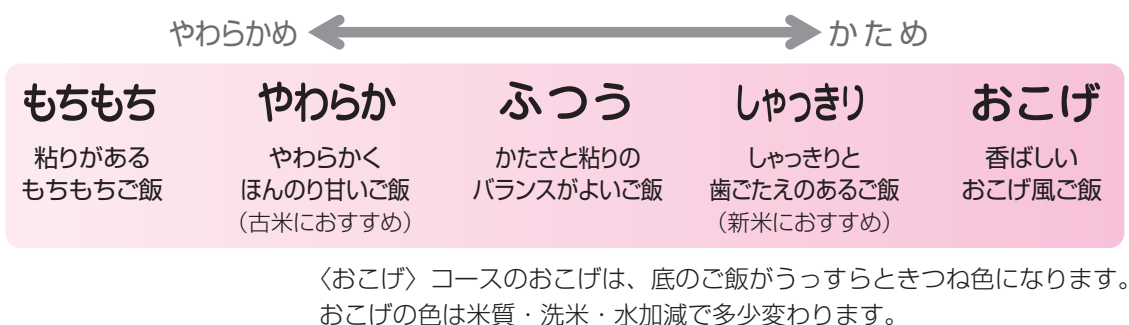 やわらかめ かため
もちもち やわらか ふつう しゃっきり おこげ
粘りがある
もちもちご飯
やわらかく
ほんのり甘いご飯
（古米におすすめ）
かたさと粘りの
バランスがよいご飯
しゃっきりと
歯ごたえのあるご飯
（新米におすすめ）
香ばしい
おこげ風ご飯
〈おこげ〉コースのおこげは、底のご飯がうっすらときつね色になります。
おこげの色は米質・洗米・水加減で多少変わります。